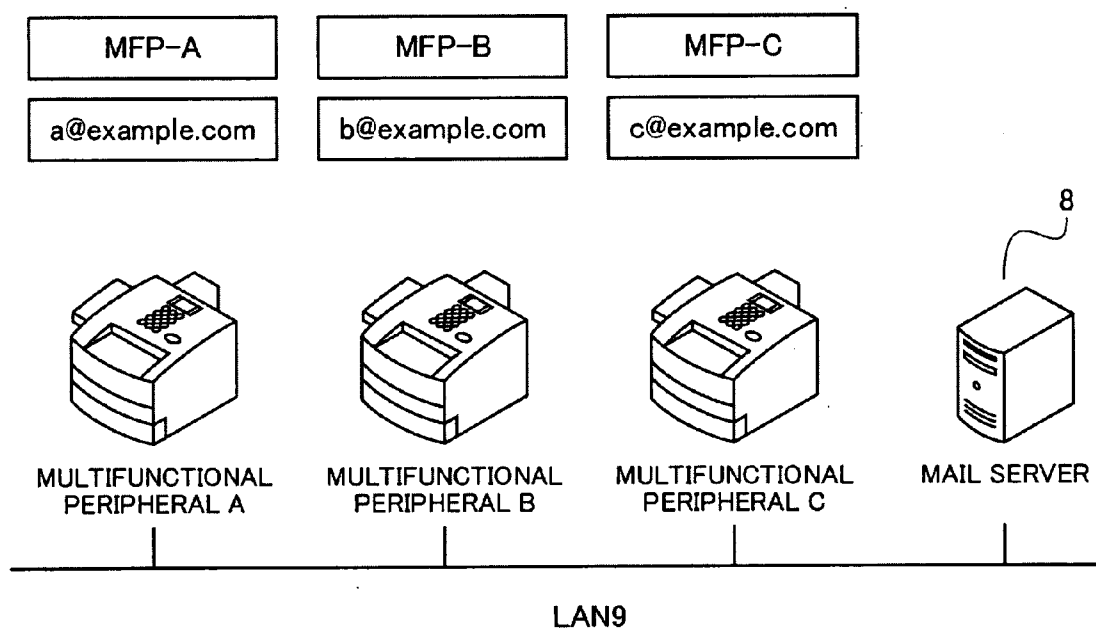 MFP-A
MFP-B
MFP-C
a@example.com
b@example.com
c@example.com
8
MULTIFUNCTIONAL
PERIPHERAL A
MULTIFUNCTIONAL
PERIPHERAL B
MULTIFUNCTIONAL
PERIPHERAL C
MAIL SERVER
LAN9